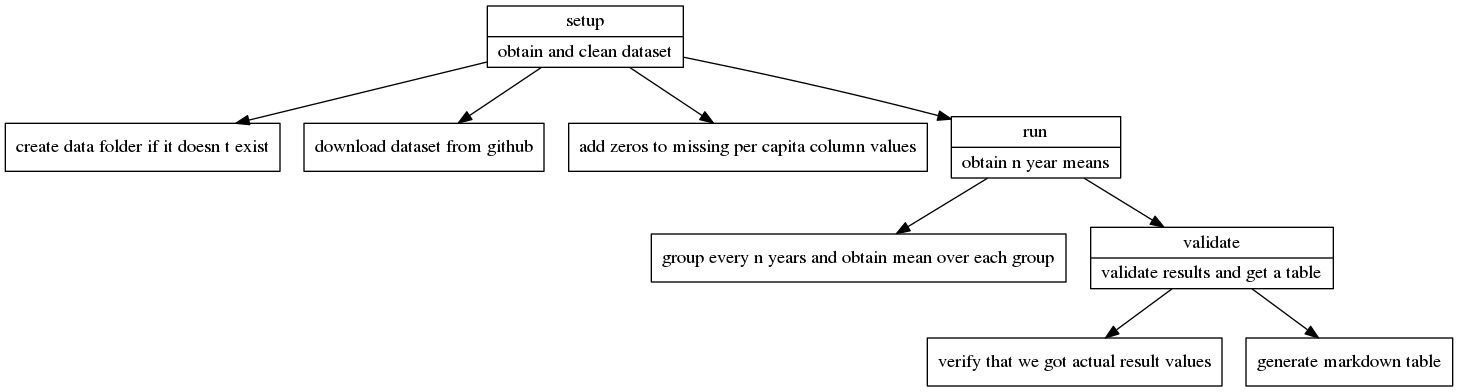 setup
obtain and clean dataset
create data folder if it doesn t exist
download dataset from github
add zeros to missing per capita column values
run
obtain n year means
group every n years and obtain mean over each group
validate
validate results and get a table
verify that we got actual result values
generate markdown table